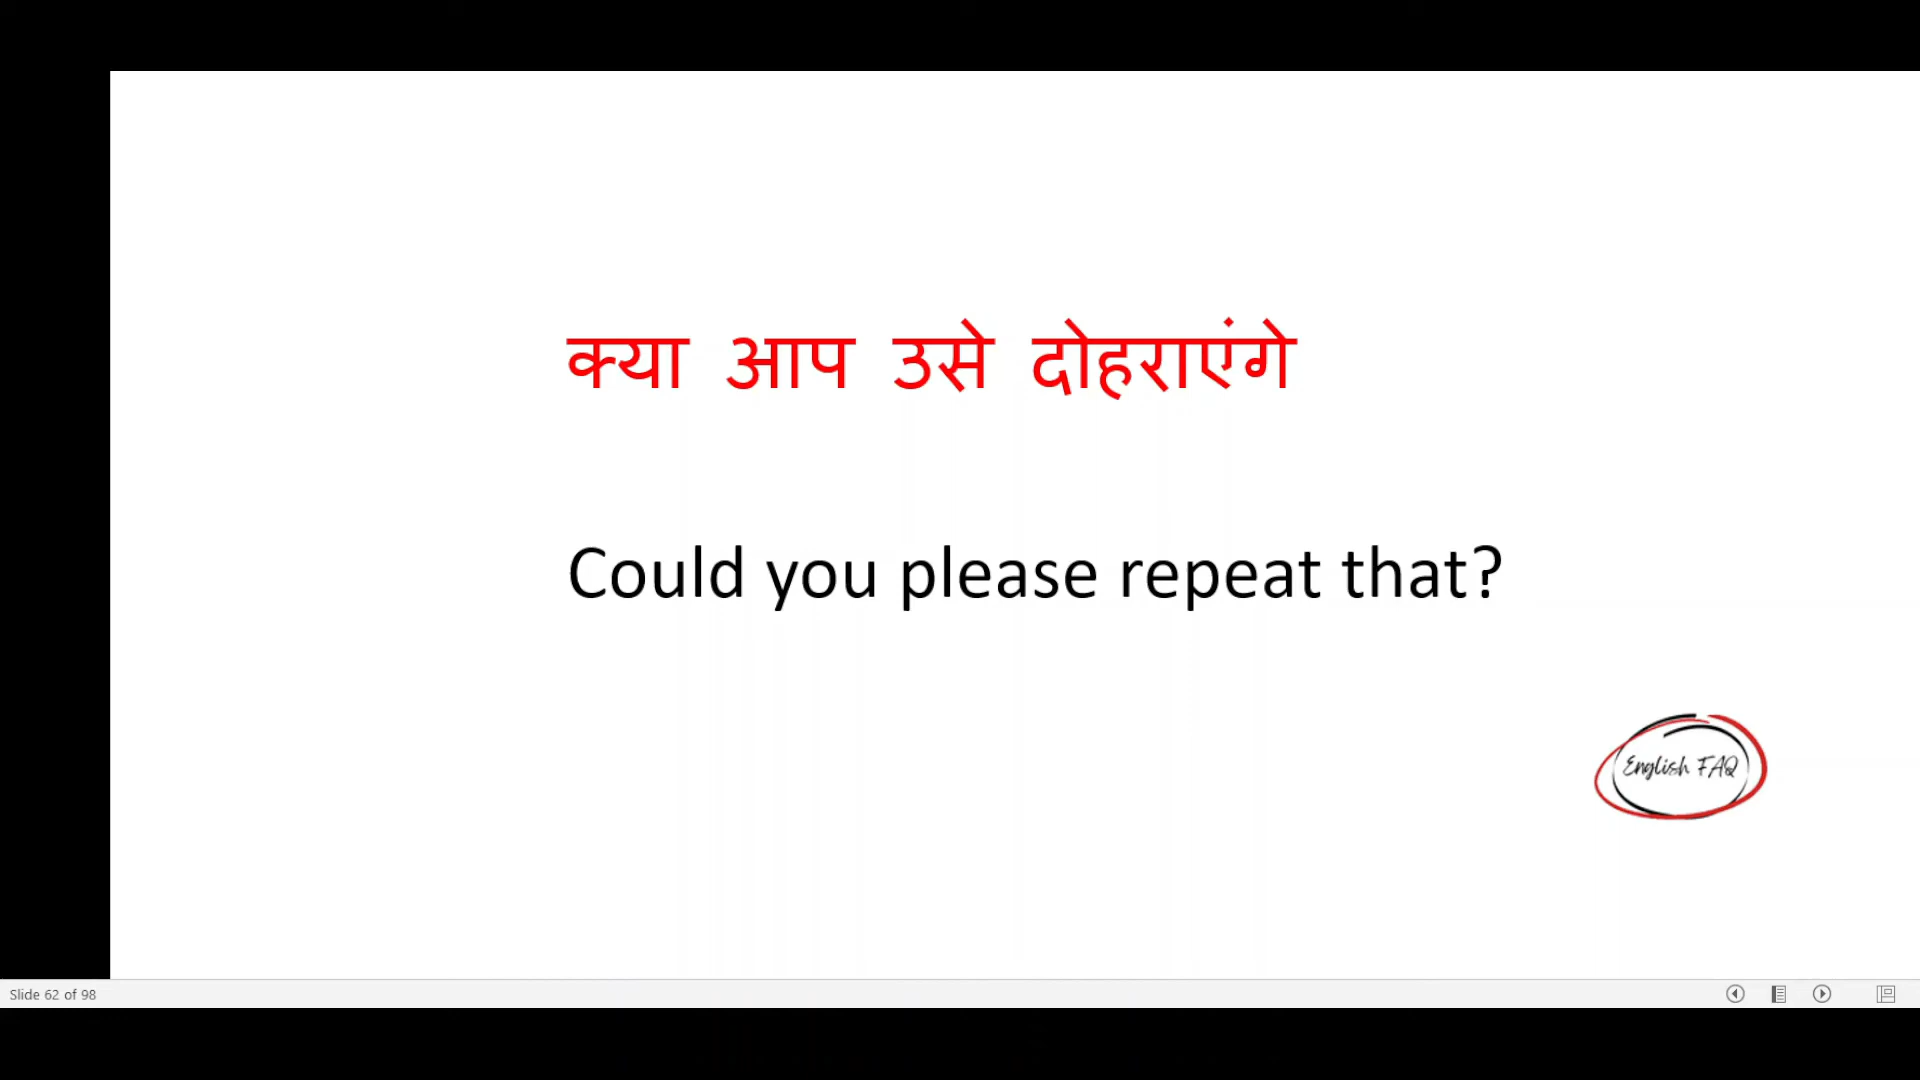 क्या आप उसे दोहराएंगे
Could you please repeat that?
English FAQ
Slide 62 of 98